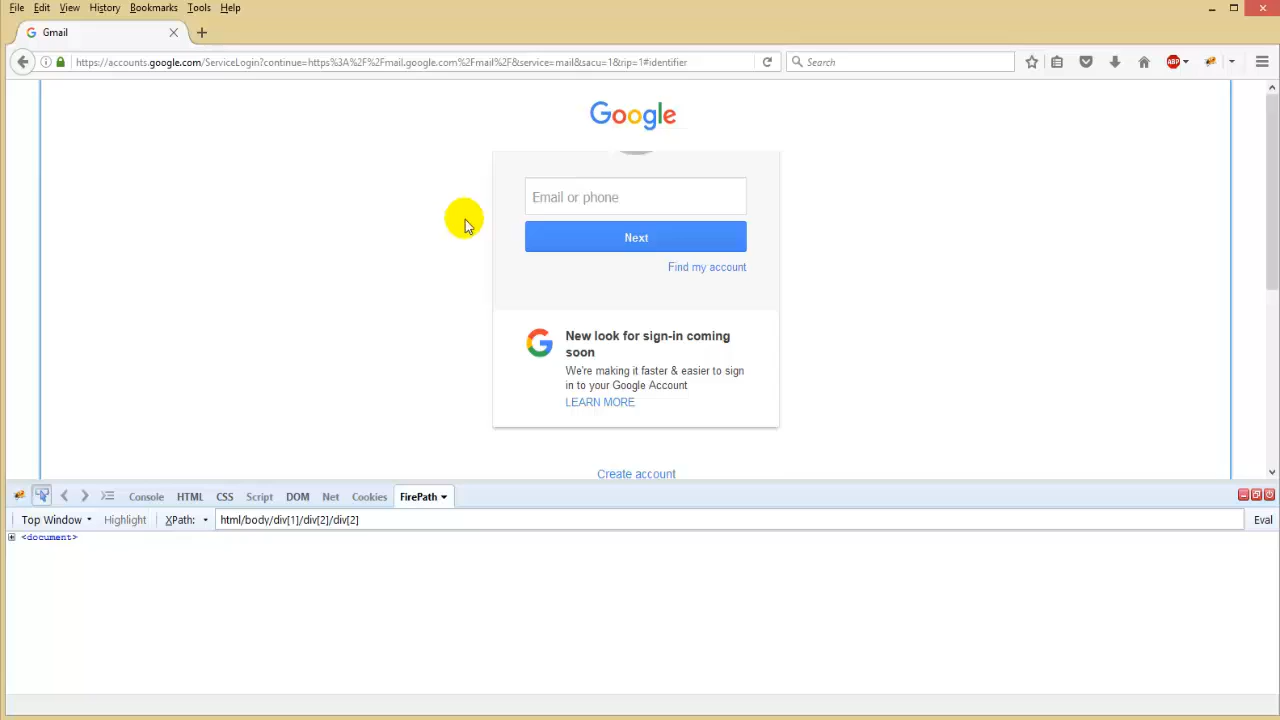 File Edit View History Bookmarks Tools Help
Gmail
https://accounts.google.com/ServiceLogin?continue=https%3A%2F%2Fmail.google.com%2Fmail%2F&service=mail&sacu=1&rip=1#identifier
Search
ABP
Google
Email or phone
Next
Find my account
New look for sign-in coming
soon
We're making it faster & easier to sign
in to your Google Account
LEARN MORE
Create account
Console HTML CSS Script DOM Net Cookies FirePath
Top Window Highlight XPath: html/body/div[1]/div[2]/div[2] Eval
<document>